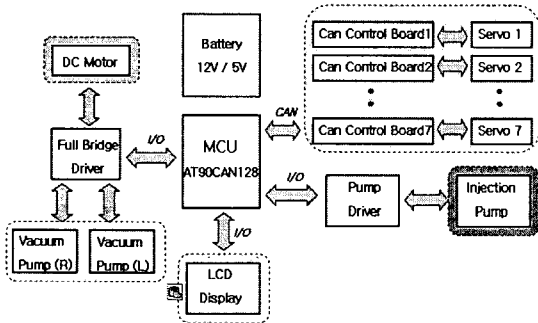 DC Motor
Battery
12V / 5V
Can Control Board1
Servo 1
Can Control Board2
Servo 2
CAN
Can Control Board7
Servo 7
Full Bridge
Driver
I/O
MCU
AT90CAN128
I/O
Pump
Driver
Injection
Pump
Vacuum
Pump (R)
Vacuum
Pump (L)
I/O
LCD
Display